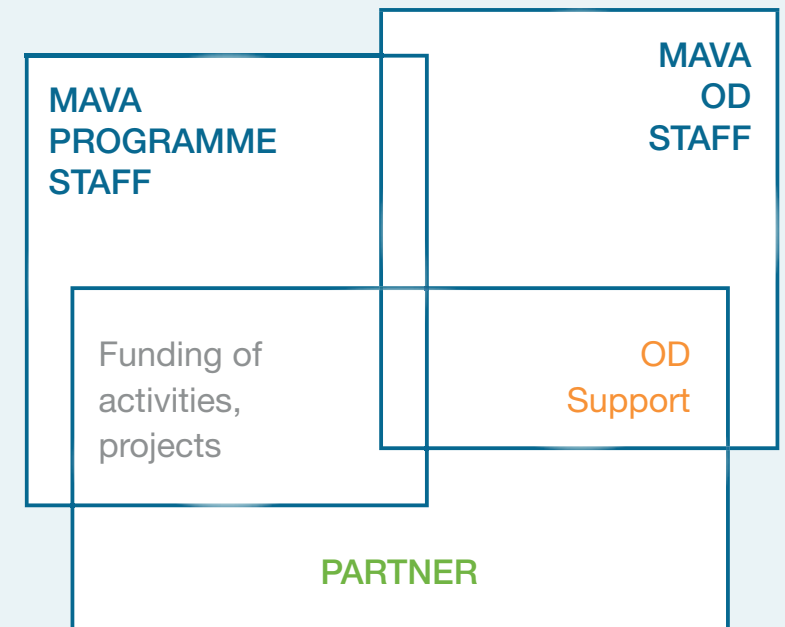 MAVA
PROGRAMME
STAFF
MAVA
OD
STAFF
Funding of
activities,
projects
OD
Support
PARTNER